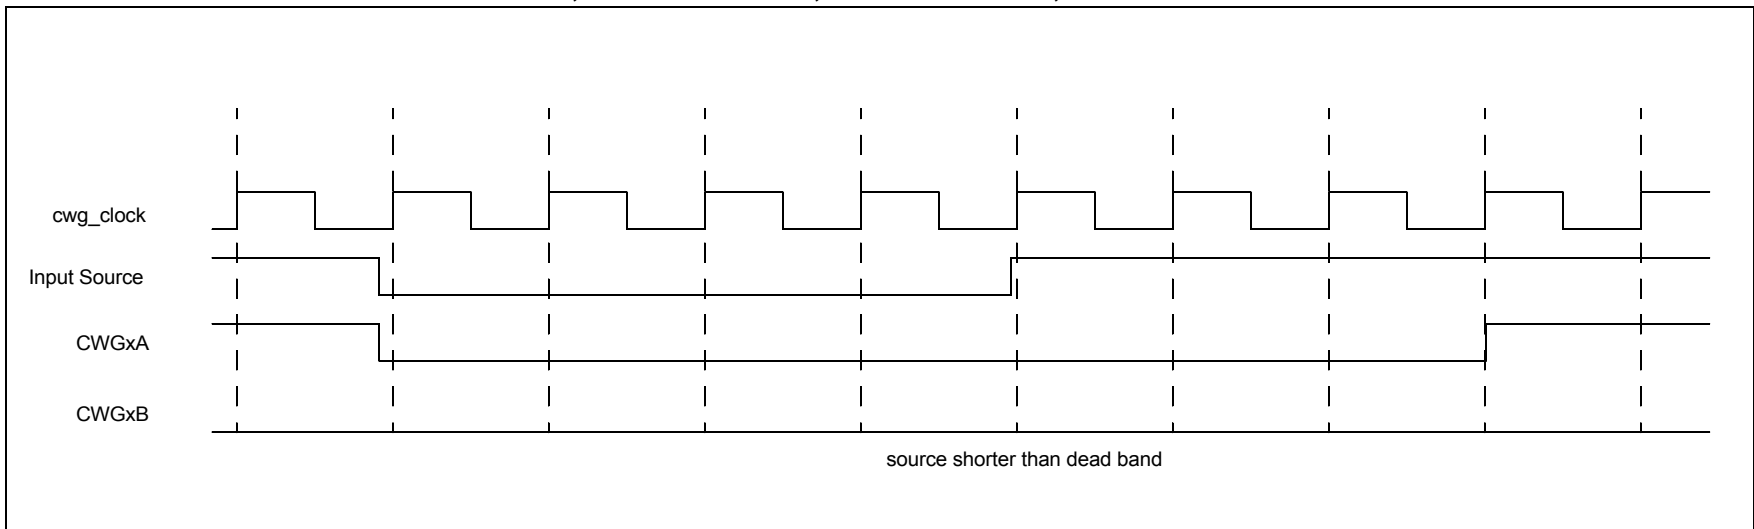 cwg_clock
Input Source
CWGxA
CWGxB
source shorter than dead band